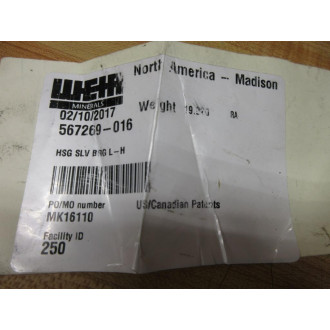 North America - Madison
WEIR
MINERALS
02/10/2017
Weight
RA
567269-016
HSG SLV BRG L-H
PO/MO number
US/Canadian Patents
MK16110
Facility ID
250